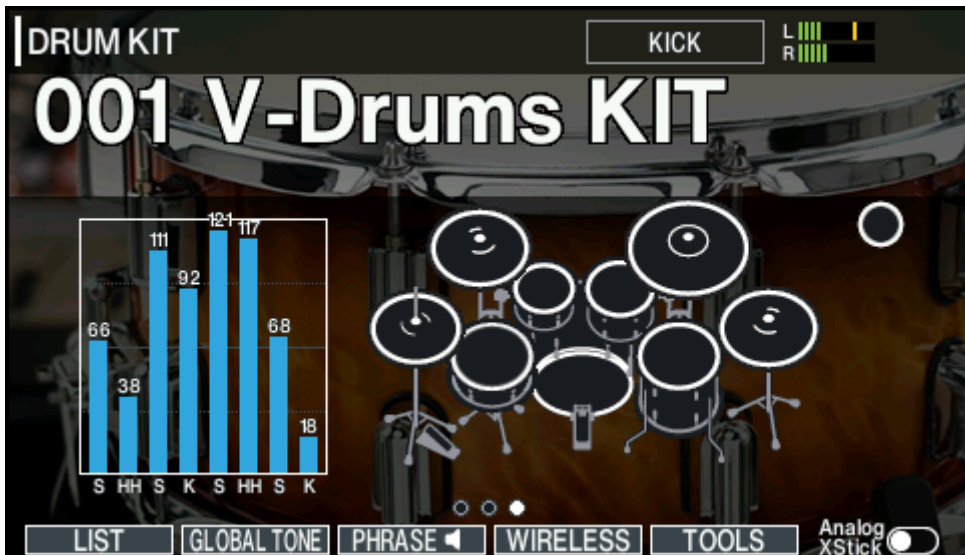 DRUM KIT
KICK
L
R
001 V-Drums KIT
66
38
111
92
121
117
68
18
S HH S K S HH S K
LIST
GLOBAL TONE
PHRASE
WIRELESS
TOOLS
Analog
XStick